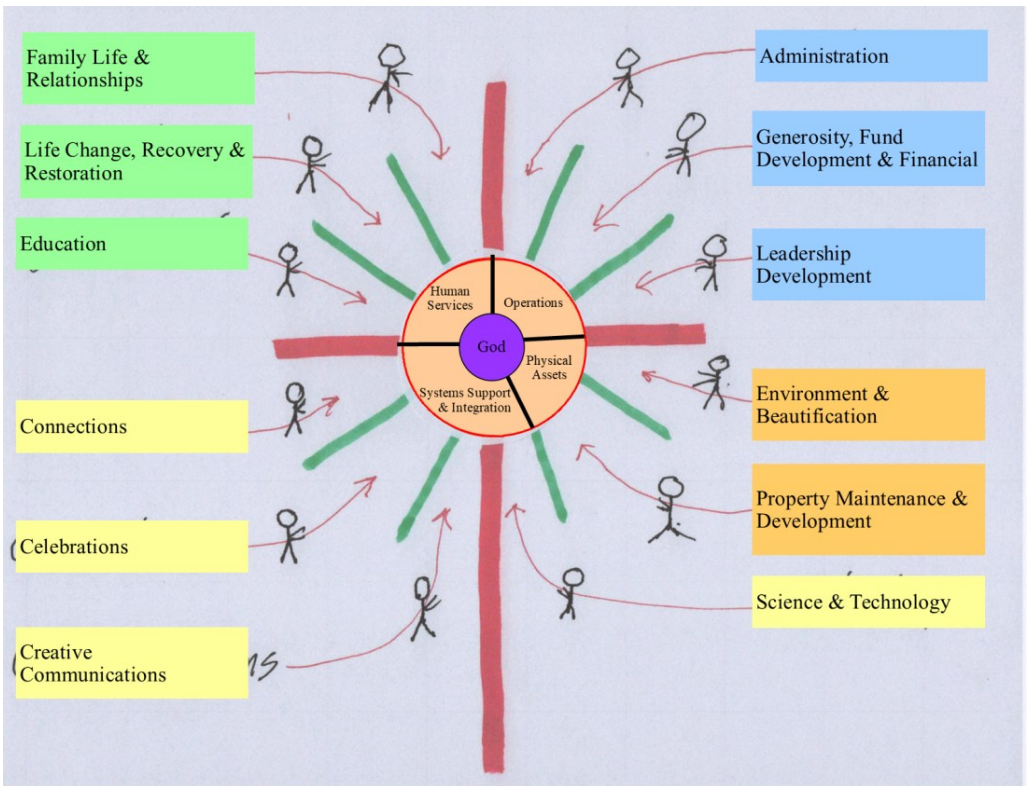 Family Life &
Relationships
Life Change, Recovery &
Restoration
Education
Connections
Celebrations
Creative
Communications
Human
Services
Operations
God
Physical
Assets
Systems Support
& Integration
Administration
Generosity, Fund
Development & Financial
Leadership
Development
Environment &
Beautification
Property Maintenance &
Development
Science & Technology